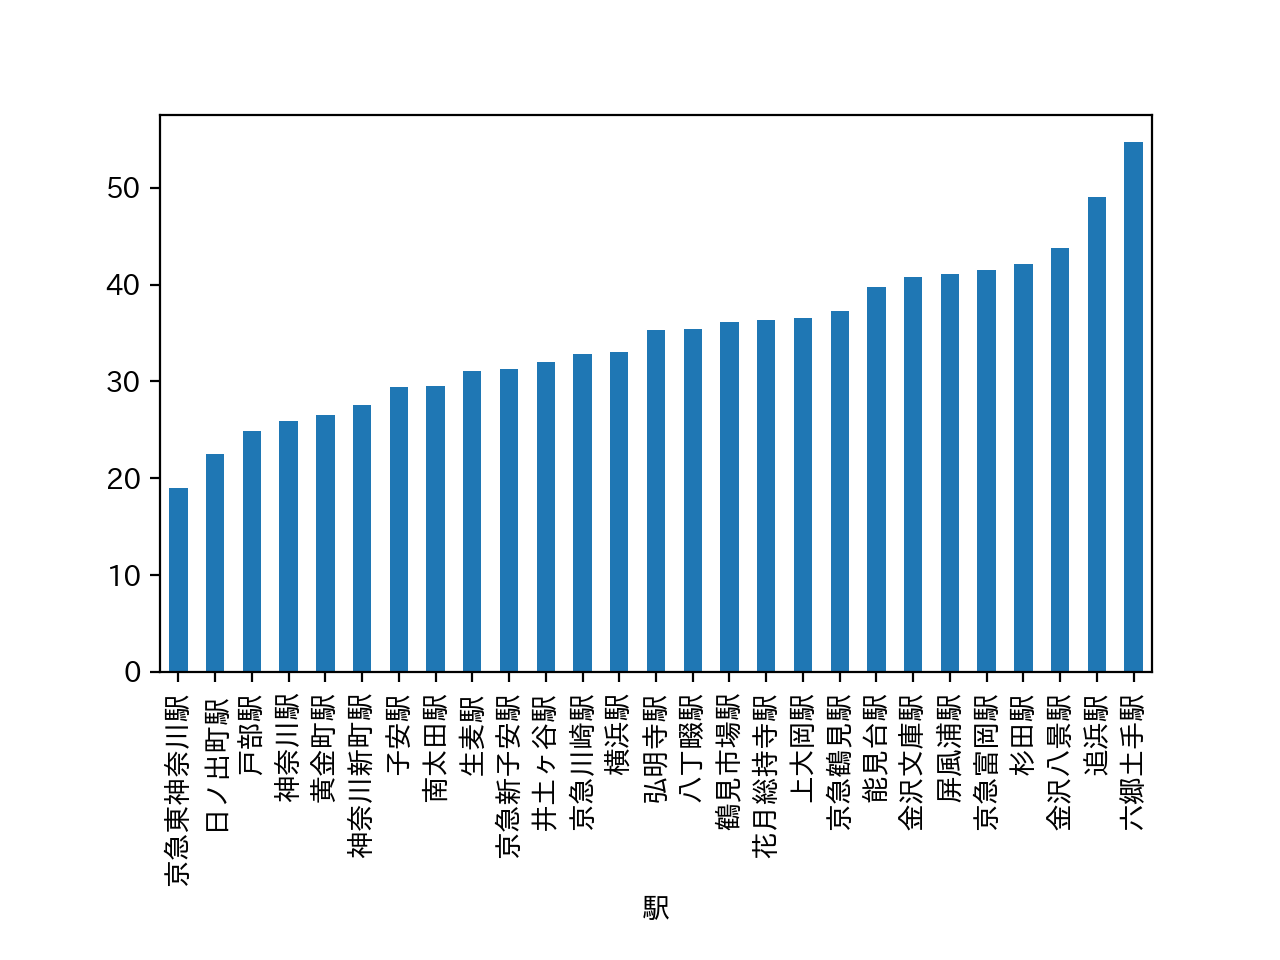 50
40
30
20
10
0
京急東神奈川駅
日ノ出町駅
戸部駅
神奈川駅
黄金町駅
神奈川新町駅
子安駅
南太田駅
生麦駅
京急新子安駅
井土ヶ谷駅
京急川崎駅
横浜駅
弘明寺駅
八丁畷駅
鶴見市場駅
花月総持寺駅
上大岡駅
京急鶴見駅
能見台駅
金沢文庫駅
屏風浦駅
京急富岡駅
杉田駅
金沢八景駅
追浜駅
六郷土手駅
駅